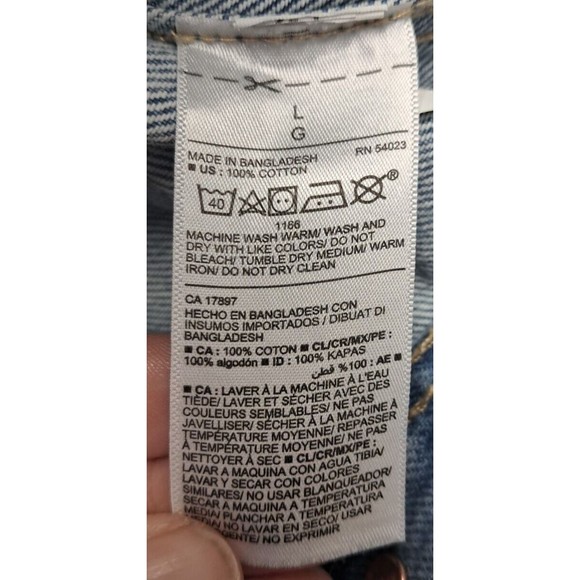 L
G
MADE IN BANGLADESH RN 54023
■ US : 100% COTTON
40 ®
1166
MACHINE WASH WARM/ WASH AND
DRY WITH LIKE COLORS/ DO NOT
BLEACH/ TUMBLE DRY MEDIUM/ WARM
IRON/ DO NOT DRY CLEAN
CA 17897
HECHO EN BANGLADESH CON
INSUMOS IMPORTADOS / DIBUAT DI
BANGLADESH
■ CA : 100% COTON ■ CL/CR/MX/PE :
100% algodón ■ ID : 100% KAPAS
■ AE : %100 قطن
■ CA : LAVER À LA MACHINE À L'EAU
TIÈDE/ LAVER ET SÉCHER AVEC DES
COULEURS SEMBLABLES/ NE PAS
JAVELLISER/ SÉCHER À LA MACHINE À
TEMPÉRATURE MOYENNE/ REPASSER
À TEMPÉRATURE MOYENNE/ NE PAS
NETTOYER À SEC ■ CL/CR/MX/PE :
LAVAR A MAQUINA CON AGUA TIBIA/
LAVAR Y SECAR CON COLORES
SIMILARES/ NO USAR BLANQUEADOR/
SECAR A MAQUINA A TEMPERATURA
MEDIA/ PLANCHAR A TEMPERATURA
MEDIA/ NO LAVAR EN SECO/ USAR
NO EXPRIMIR